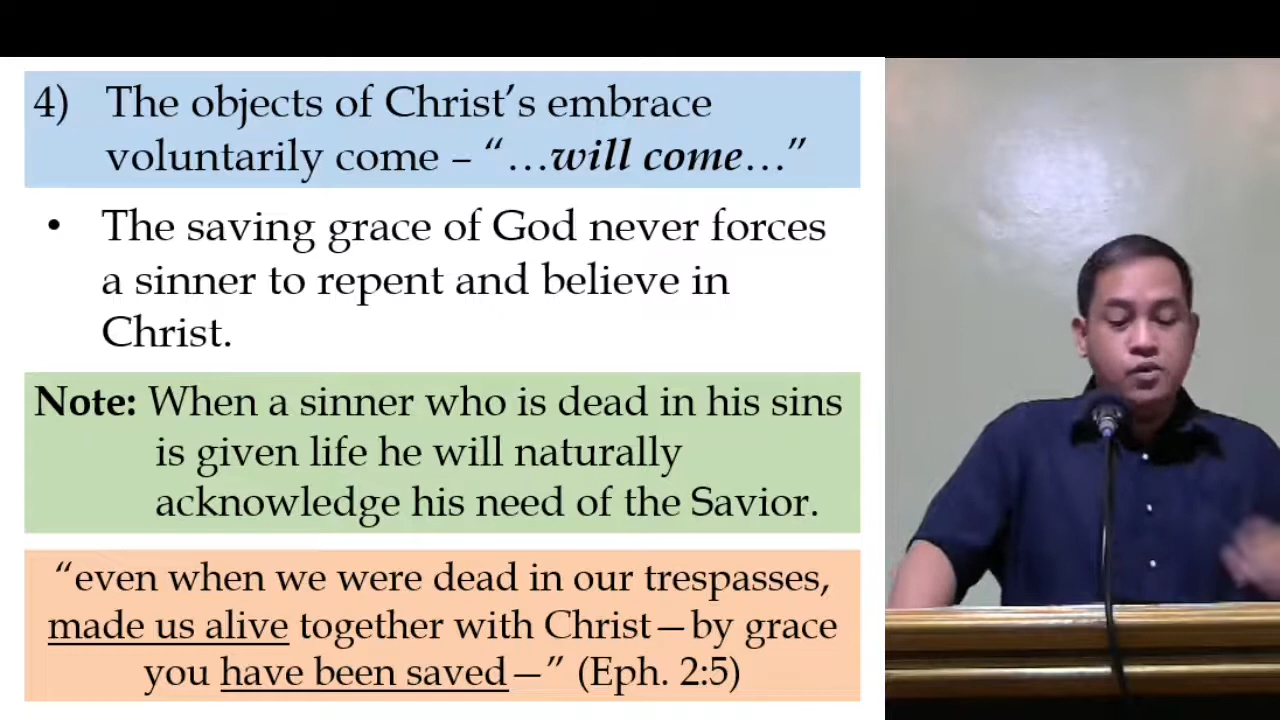 4) The objects of Christ's embrace
voluntarily come – “…will come…”
• The saving grace of God never forces
a sinner to repent and believe in
Christ.
Note: When a sinner who is dead in his sins
is given life he will naturally
acknowledge his need of the Savior.
“even when we were dead in our trespasses,
made us alive together with Christ—by grace
you have been saved—” (Eph. 2:5)